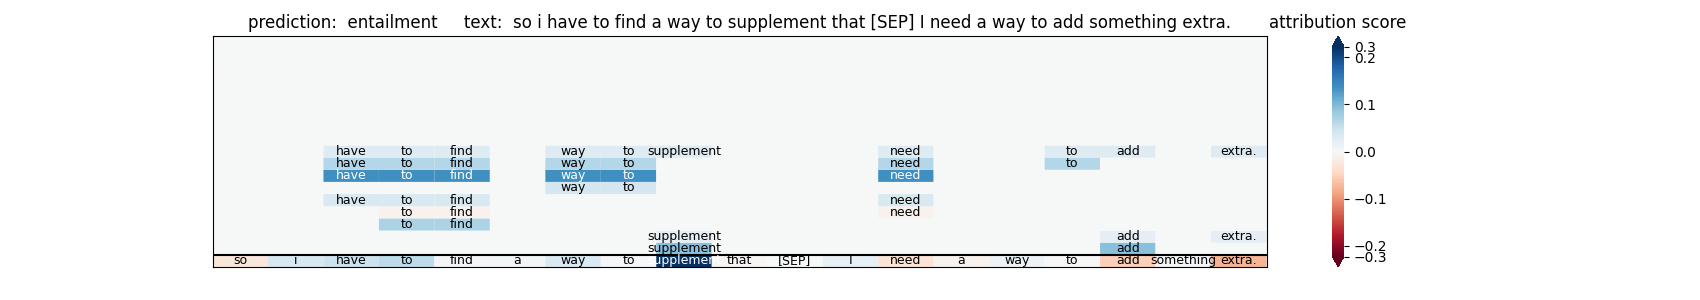 prediction:  entailment     text:  so i have to find a way to supplement that [SEP] I need a way to add something extra.     attribution score
have to find way to supplement need to add extra.
have to find way to need to
have to find way to need
way to
have to find need
to find need
to find
supplement add extra.
supplement add
so i have to find a way to upplemen that [SEP] I need a way to add something extra.
0.3
0.2
0.1
0.0
−0.1
−0.2
−0.3